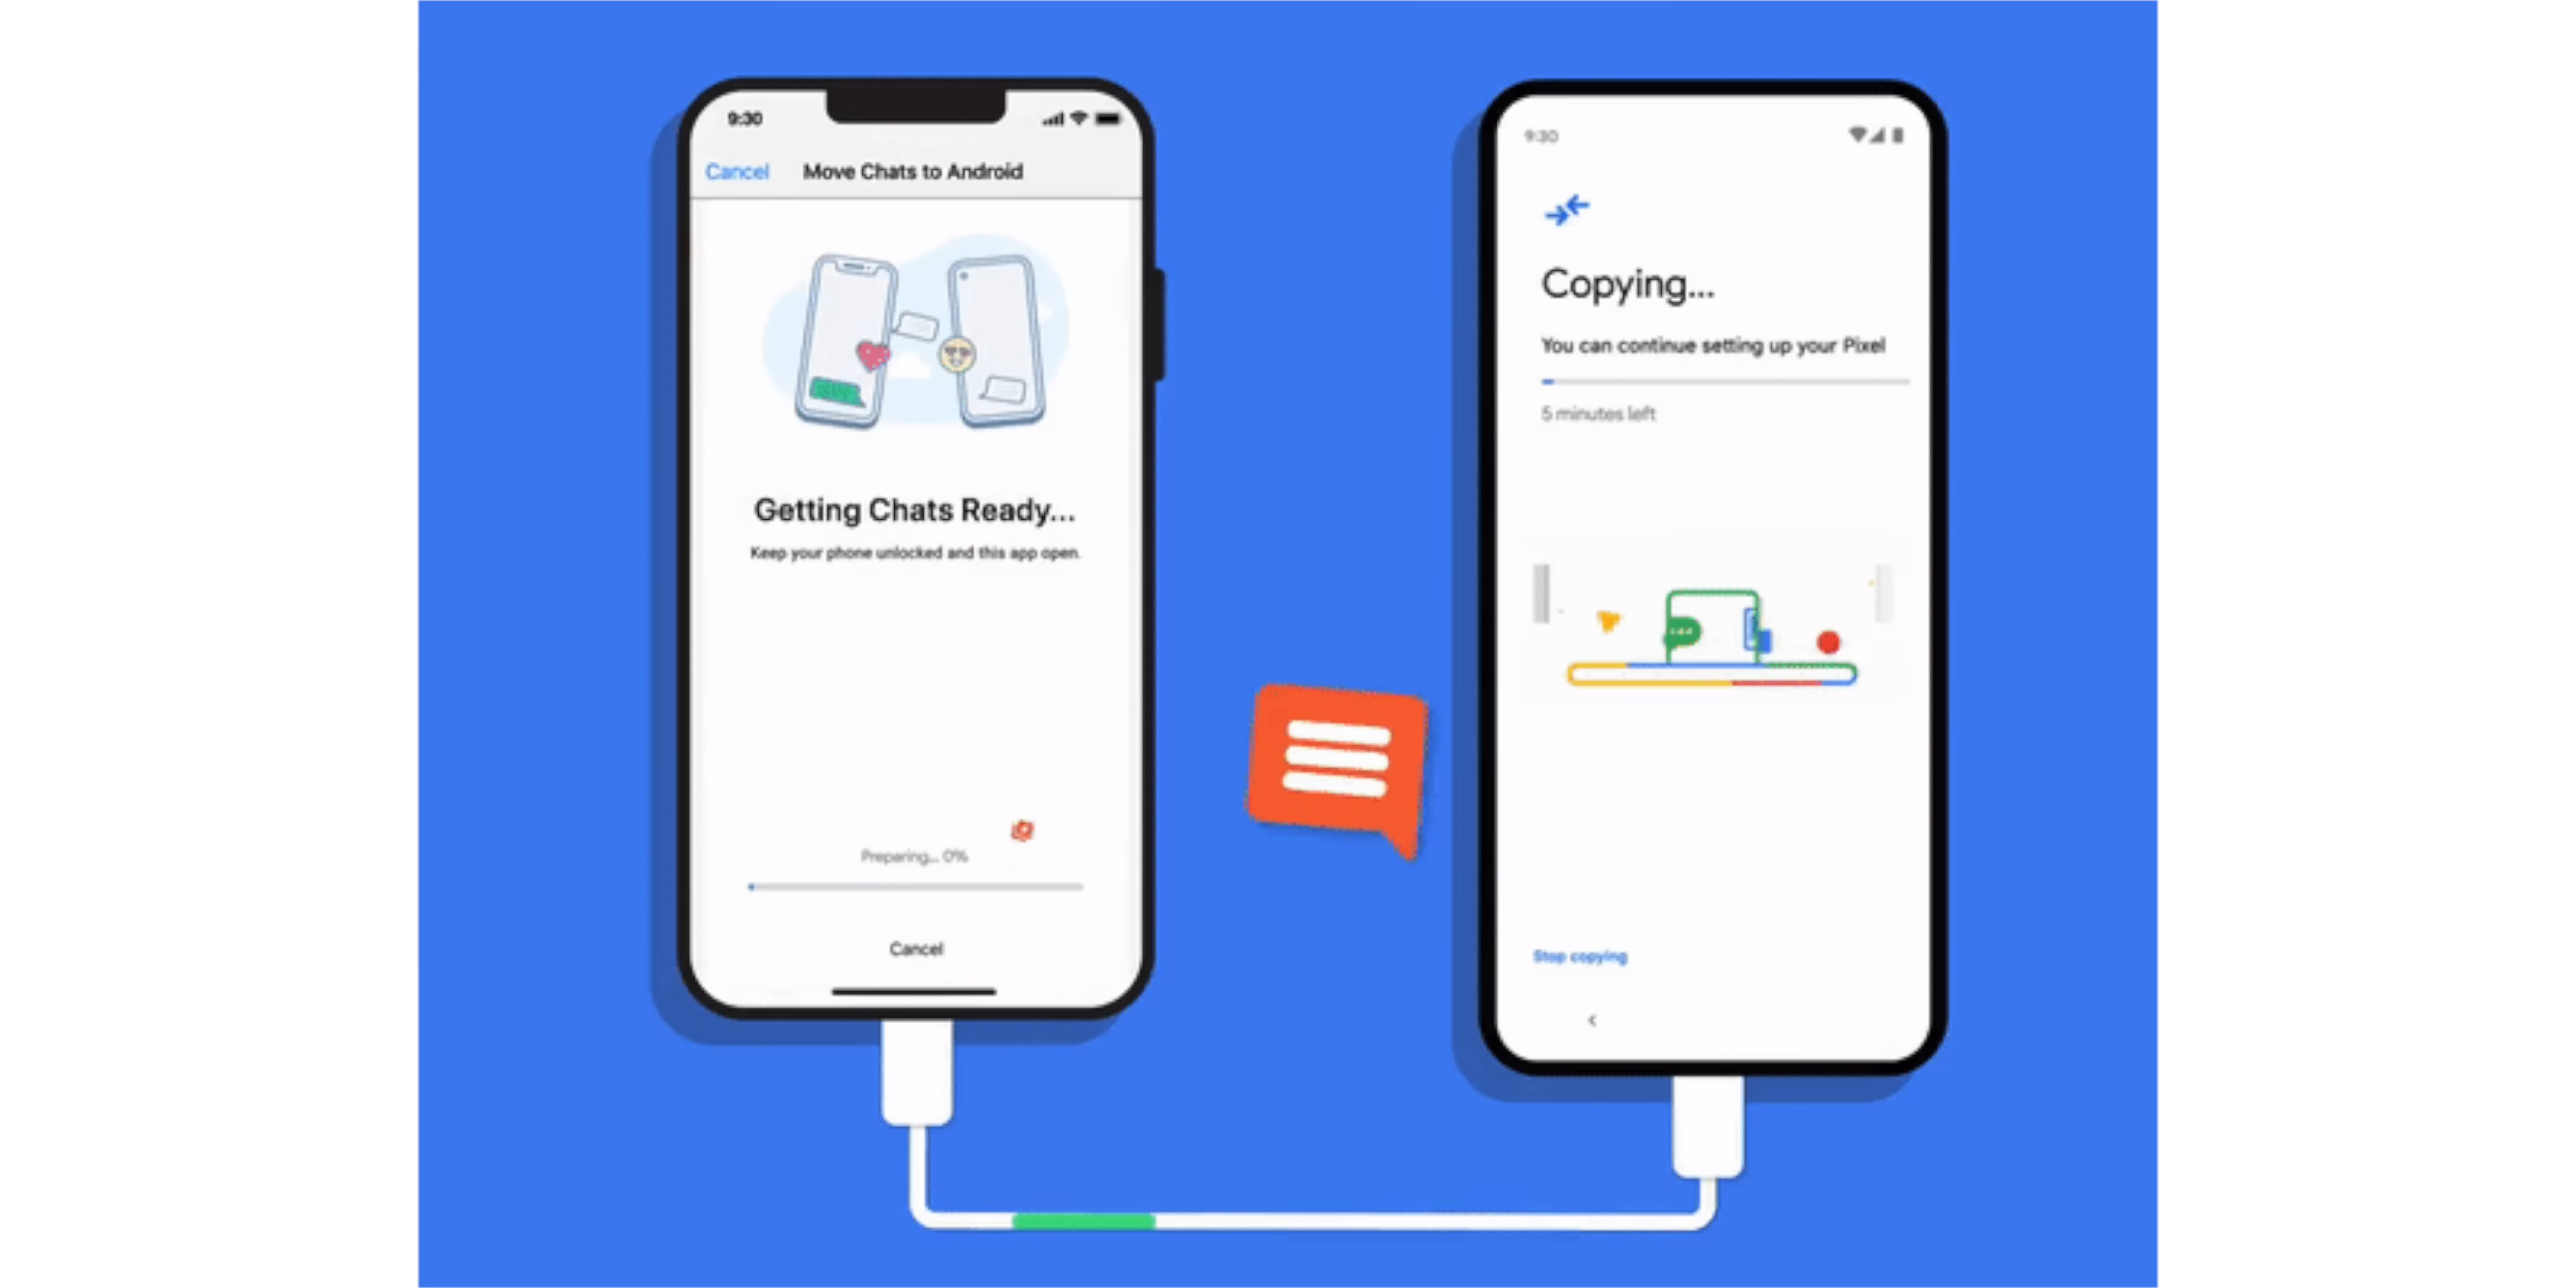 9:30
Cancel
Move Chats to Android
Getting Chats Ready...
Keep your phone unlocked and this app open.
Preparing... 0%
Cancel
9:30
Copying...
You can continue setting up your Pixel
5 minutes left
Stop copying